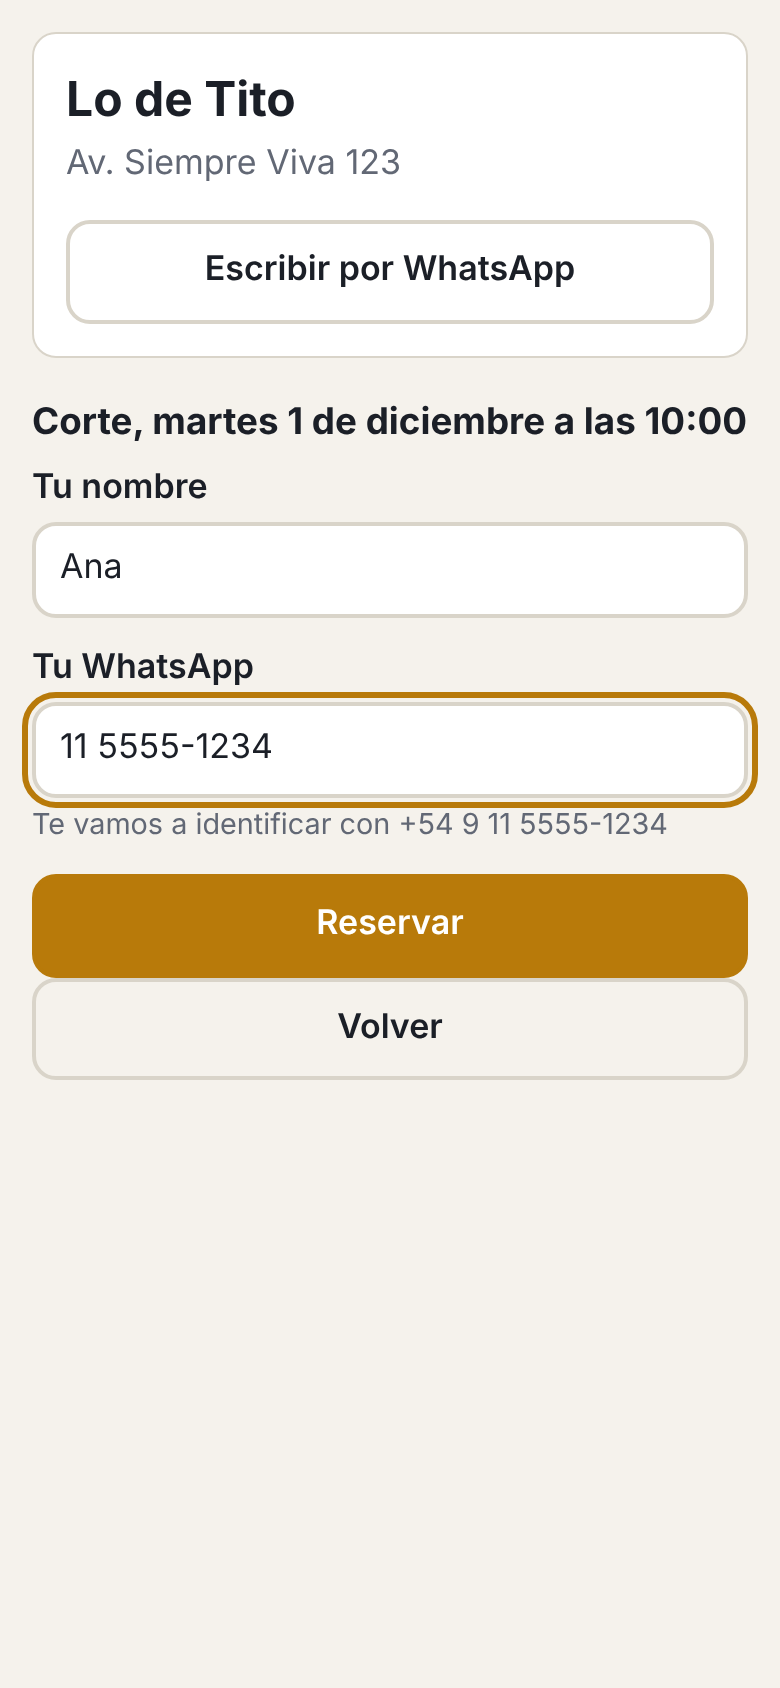 Lo de Tito
Av. Siempre Viva 123
Escribir por WhatsApp
Corte, martes 1 de diciembre a las 10:00
Tu nombre
Ana
Tu WhatsApp
11 5555-1234
Te vamos a identificar con +54 9 11 5555-1234
Reservar
Volver